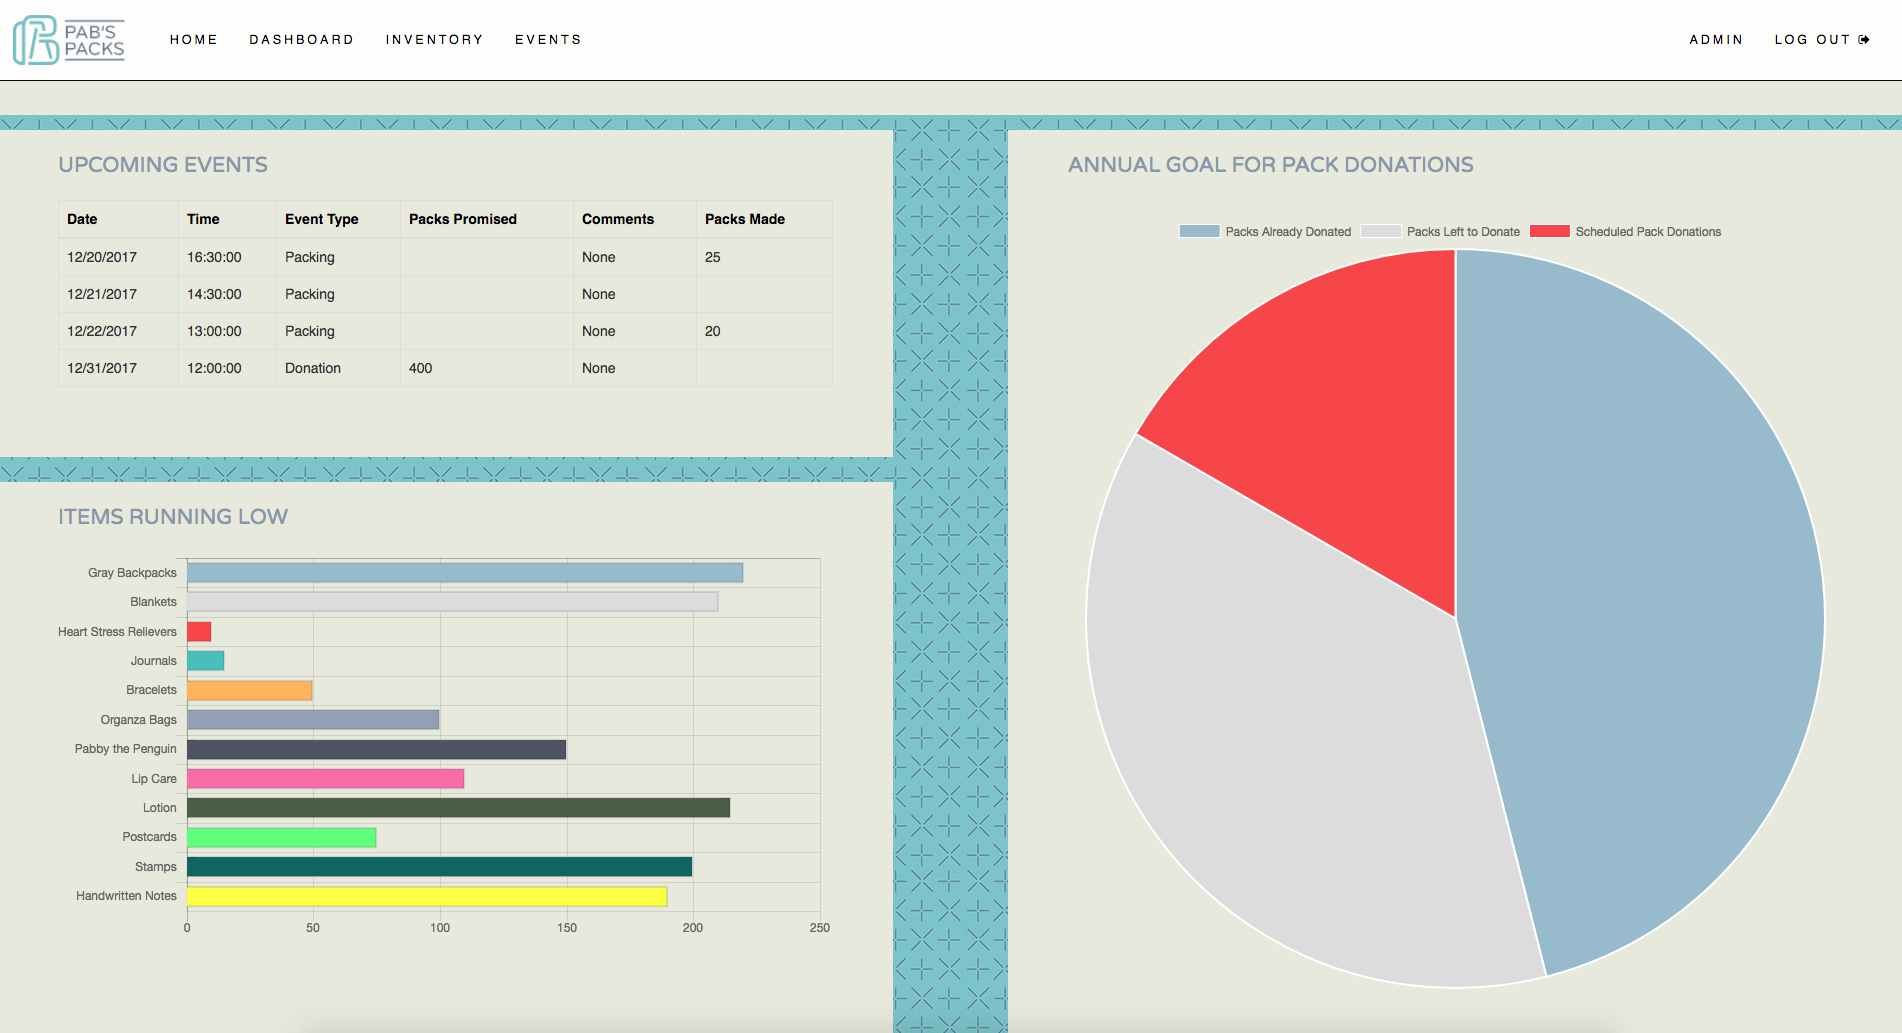 PAB'S
PACKS
HOME DASHBOARD INVENTORY EVENTS ADMIN LOG OUT
UPCOMING EVENTS
Date Time Event Type Packs Promised Comments Packs Made
12/20/2017 16:30:00 Packing None 25
12/21/2017 14:30:00 Packing None
12/22/2017 13:00:00 Packing None 20
12/31/2017 12:00:00 Donation 400 None
ITEMS RUNNING LOW
Gray Backpacks
Blankets
Heart Stress Relievers
Journals
Bracelets
Organza Bags
Pabby the Penguin
Lip Care
Lotion
Postcards
Stamps
Handwritten Notes
0 50 100 150 200 250
ANNUAL GOAL FOR PACK DONATIONS
Packs Already Donated Packs Left to Donate Scheduled Pack Donations